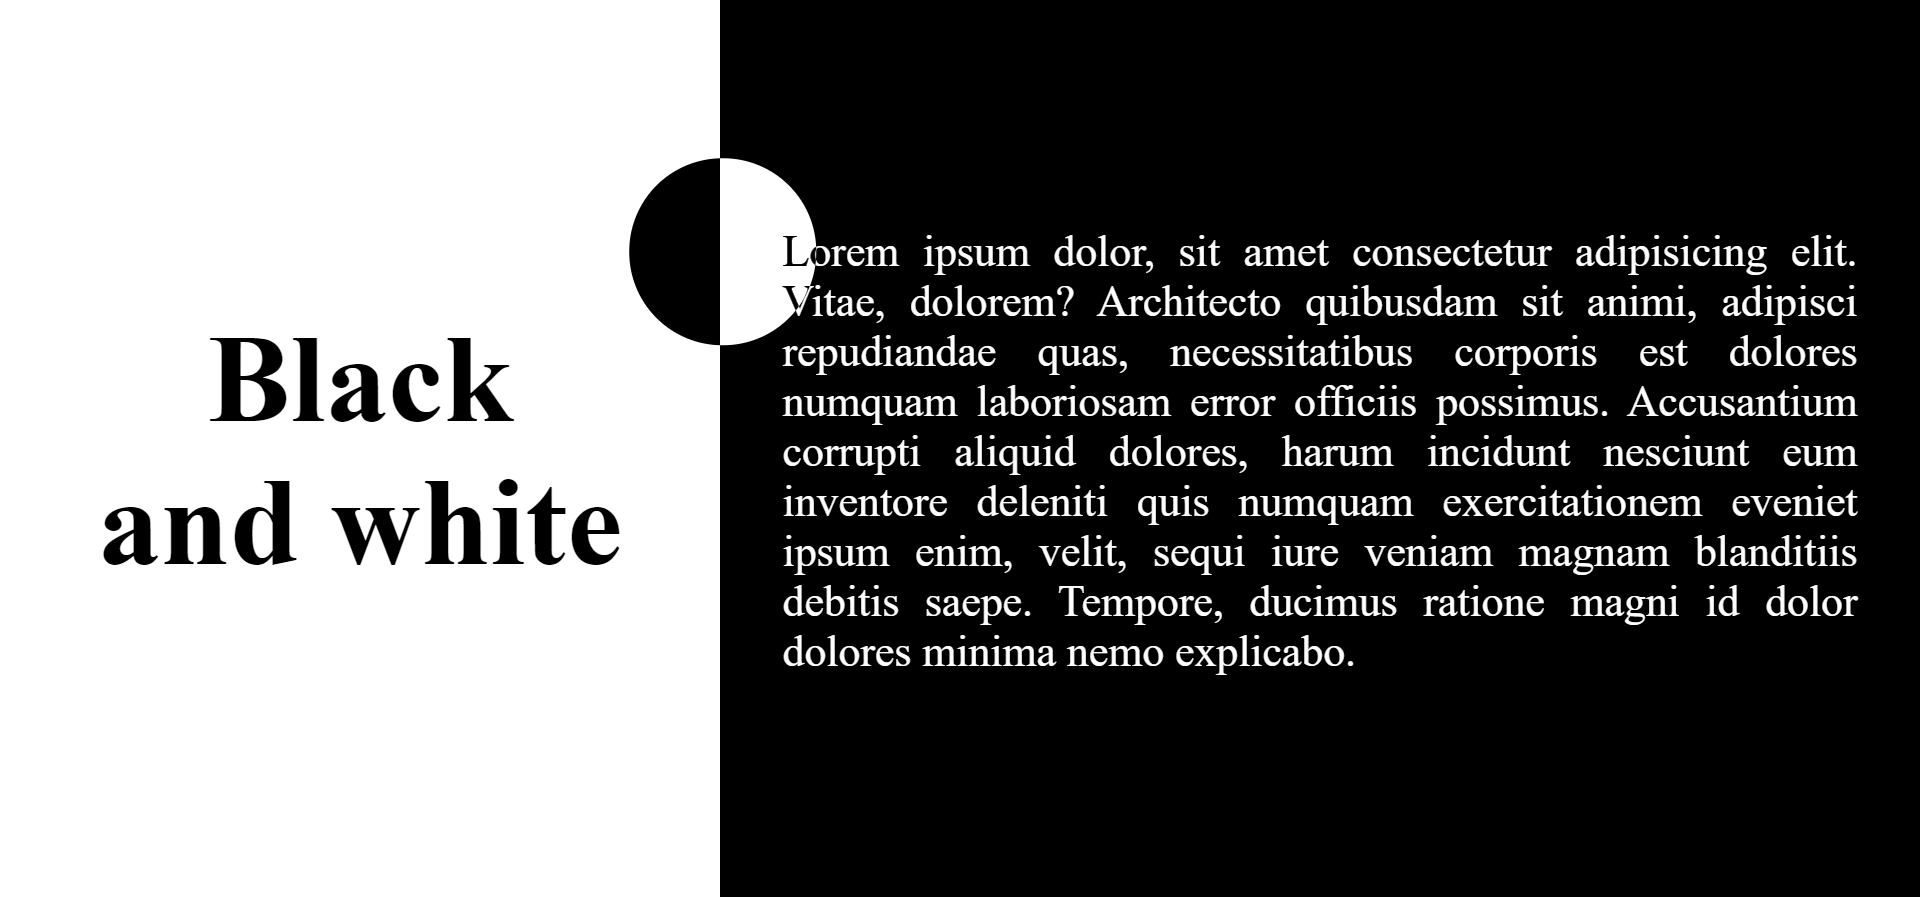 Black
and white
Lorem ipsum dolor, sit amet consectetur adipisicing elit.
Vitae, dolorem? Architecto quibusdam sit animi, adipisci
repudiandae quas, necessitatibus corporis est dolores
numquam laboriosam error officiis possimus. Accusantium
corrupti aliquid dolores, harum incidunt nesciunt eum
inventore deleniti quis numquam exercitationem eveniet
ipsum enim, velit, sequi iure veniam magnam blanditiis
debitis saepe. Tempore, ducimus ratione magni id dolor
dolores minima nemo explicabo.